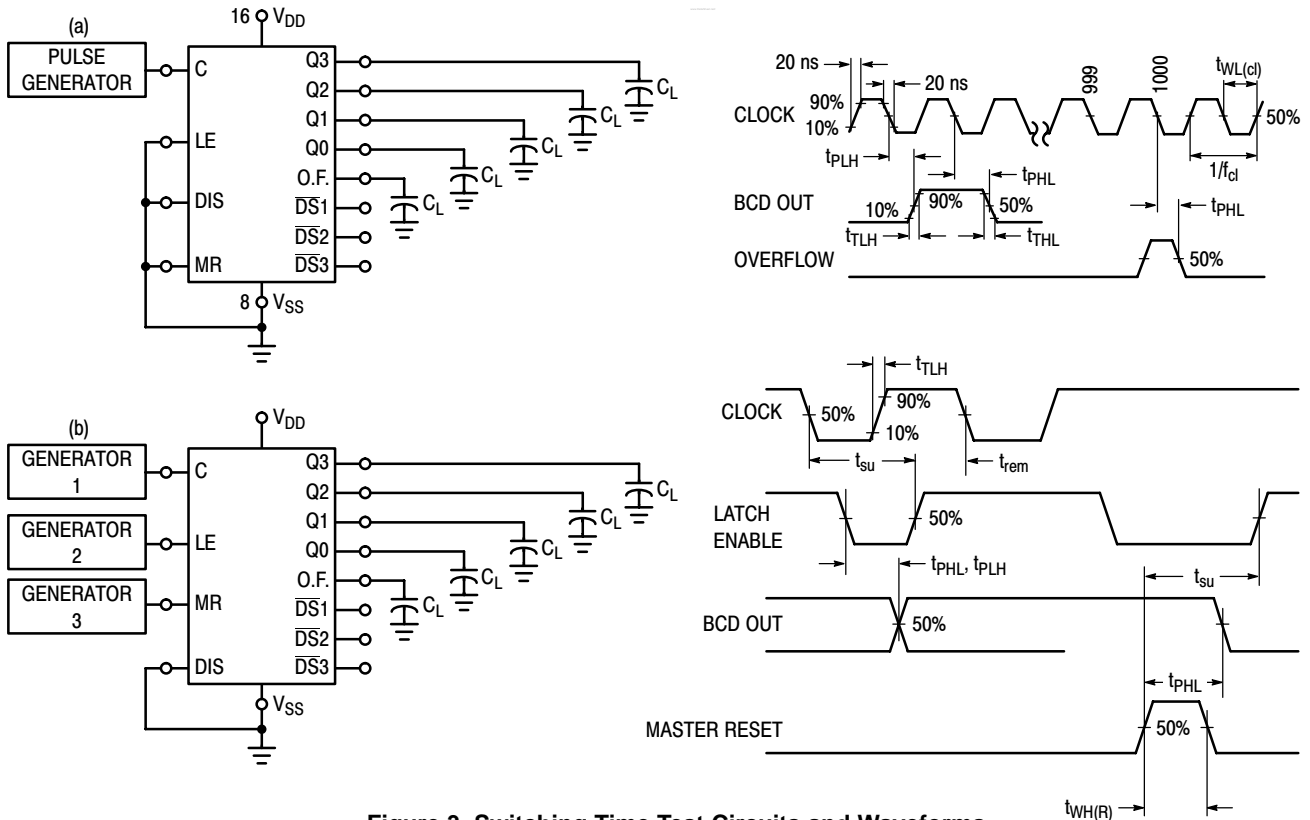 (a)
PULSE
GENERATOR
16 VDD
C
LE
DIS
MR
Q3
Q2
Q1
Q0
O.F.
DS1
DS2
DS3
CL
CL
CL
CL
CL
8 VSS
20 ns
20 ns
999
1000
tWL(cl)
CLOCK
90%
10%
50%
tPLH
tPHL
1/fcl
BCD OUT
10%
90%
50%
tPHL
tTLH
tTHL
OVERFLOW
50%
(b)
GENERATOR
1
GENERATOR
2
GENERATOR
3
VDD
C
LE
MR
DIS
Q3
Q2
Q1
Q0
O.F.
DS1
DS2
DS3
CL
CL
CL
CL
CL
VSS
tTLH
CLOCK
50%
90%
10%
tsu
trem
LATCH
ENABLE
50%
tPHL, tPLH
tsu
BCD OUT
50%
tPHL
MASTER RESET
50%
tWH(R)
Figure 3. Switching Time Test Circuits and Waveforms